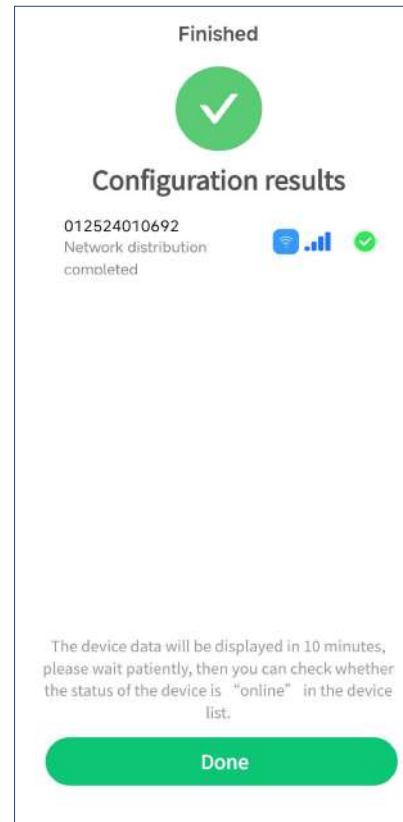 Finished
Configuration results
012524010692
Network distribution
completed
The device data will be displayed in 10 minutes,
please wait patiently, then you can check whether
the status of the device is “online” in the device
list.
Done